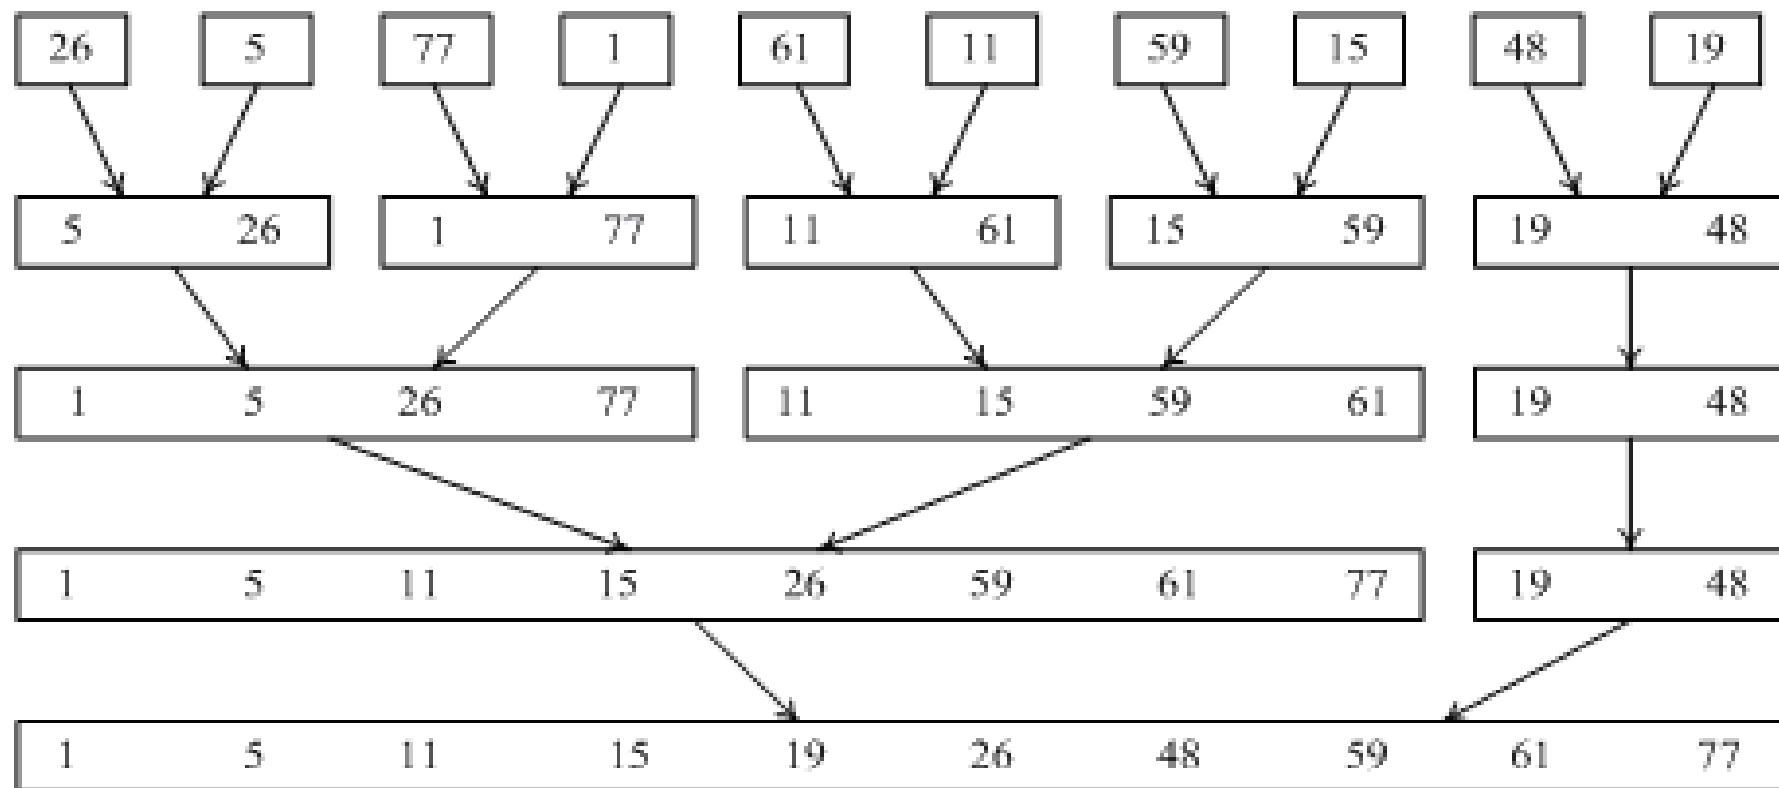 26 5 77 1 61 11 59 15 48 19
5 26 1 77 11 61 15 59 19 48
1 5 26 77 11 15 59 61 19 48
1 5 11 15 26 59 61 77 19 48
1 5 11 15 19 26 48 59 61 77